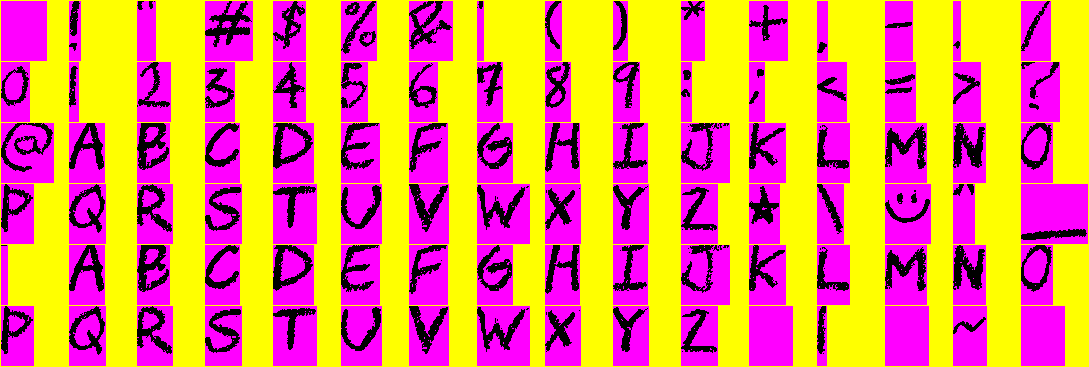 ! " # $ % & ' ( ) * + , - . /
0 1 2 3 4 5 6 7 8 9 : ; < = > ?
@ A B C D E F G H I J K L M N O
P Q R S T U V W X Y Z ★ \ ☺ ^ _
A B C D E F G H I J K L M N O
P Q R S T U V W X Y Z | ~